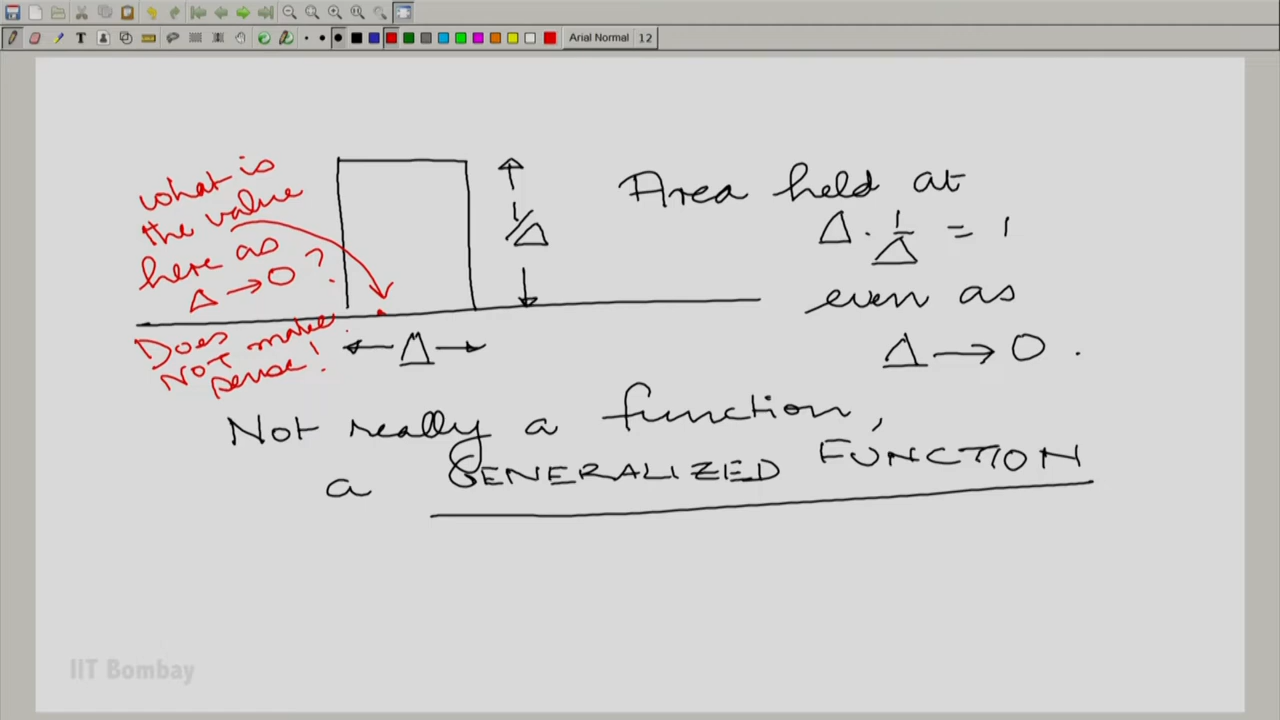 Arial Normal 12
what is
the value
here as
Δ → 0 ?
Does
NOT make
sense!
1/Δ
Δ
Area held at
Δ . 1/Δ = 1
even as
Δ → 0 .
Not really a function,
a GENERALIZED FUNCTION
IIT Bombay